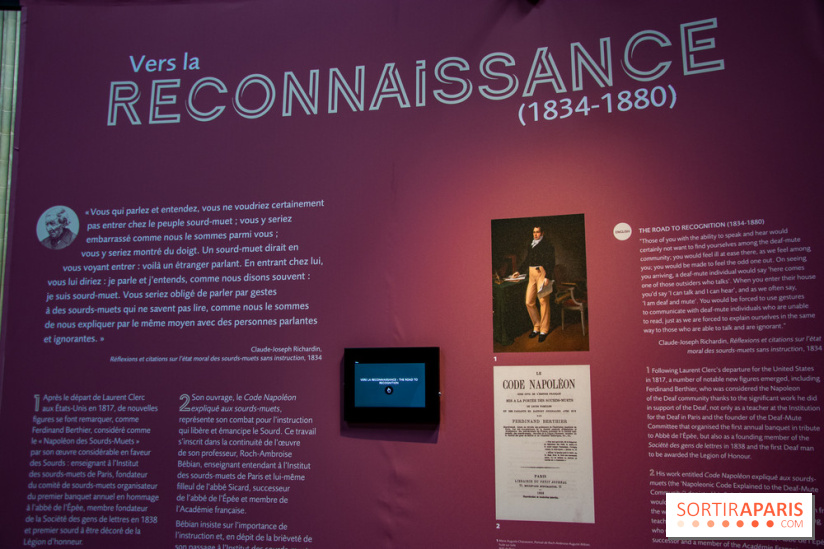 Vers la
RECONNAiSSANCE
(1834-1880)
« Vous qui parlez et entendez, vous ne voudriez certainement
pas entrer chez le peuple sourd-muet ; vous y seriez
embarrassé comme nous le sommes parmi vous ;
vous y seriez montré du doigt. Un sourd-muet dirait en
vous voyant entrer : voilà un étranger parlant. En entrant chez lui,
vous lui diriez : je parle et j'entends, comme nous disons souvent :
je suis sourd-muet. Vous seriez obligé de parler par gestes
à des sourds-muets qui ne savent pas lire, comme nous le sommes
de nous expliquer par le même moyen avec des personnes parlantes
et ignorantes. »
Claude-Joseph Richardin,
Réflexions et citations sur l'état moral des sourds-muets sans instruction, 1834
1 Après le départ de Laurent Clerc
aux États-Unis en 1817, de nouvelles
figures se font remarquer, comme
Ferdinand Berthier, considéré comme
le « Napoléon des Sourds-Muets »
par son œuvre considérable en faveur
des Sourds : enseignant à l'Institut
des sourds-muets de Paris, fondateur
du comité de sourds-muets organisateur
du premier banquet annuel en hommage
à l'abbé de l'Épée, membre fondateur
de la Société des gens de lettres en 1838
et premier sourd à être décoré de la
Légion d'honneur.
2 Son ouvrage, le Code Napoléon
expliqué aux sourds-muets,
représente son combat pour l'instruction
qui libère et émancipe le Sourd. Ce travail
s'inscrit dans la continuité de l'œuvre
de son professeur, Roch-Ambroise
Bébian, enseignant entendant à l'Institut
des sourds-muets de Paris et lui-même
filleul de l'abbé Sicard, successeur
de l'abbé de l'Épée et membre de
l'Académie française.
Bébian insiste sur l'importance de
l'instruction et, en dépit de la brièveté de
son passage à l'Institut des sourds-muets
VERS LA RECONNAISSANCE - THE ROAD TO
RECOGNITION
1
LE
CODE NAPOLÉON
MIS A LA PORTÉE DES SOURDS-MUETS
FERDINAND BERTHIER
PARIS
2
ENGLISH
THE ROAD TO RECOGNITION (1834-1880)
"Those of you with the ability to speak and hear would
certainly not want to find yourselves among the deaf-mute
community; you would feel ill at ease there, as we feel among
you; you would be made to feel the odd one out. On seeing
you arriving, a deaf-mute individual would say 'here comes
one of those outsiders who talks'. When you enter their house
you'd say 'I can talk and I can hear', and as we often say,
'I am deaf and mute'. You would be forced to use gestures
to communicate with deaf-mute individuals who are unable
to read, just as we are forced to explain ourselves in the same
way to those who are able to talk and are ignorant."
Claude-Joseph Richardin, Réflexions et citations sur l'état
moral des sourds-muets sans instruction, 1834
1 Following Laurent Clerc's departure for the United States
in 1817, a number of notable new figures emerged, including
Ferdinand Berthier, who was considered the Napoleon
of the Deaf community thanks to the significant work he did
in support of the Deaf, not only as a teacher at the Institution
for the Deaf in Paris and the founder of the Deaf-Mute
Committee that organised the first annual banquet in tribute
to Abbé de l'Épée, but also as a founding member of the
Société des gens de lettres in 1838 and the first Deaf man
to be awarded the Legion of Honour.
2 His work entitled Code Napoléon expliqué aux sourds-
muets (the Napoleonic Code Explained to the Deaf-Mute
successor and a member of the Académie
SORTIRAPARIS
.COM